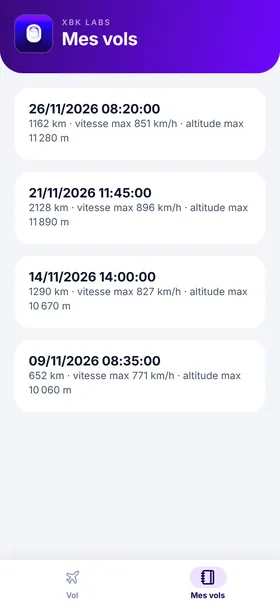 XBK LABS
Mes vols
26/11/2026 08:20:00
1162 km · vitesse max 851 km/h · altitude max
11 280 m
21/11/2026 11:45:00
2128 km · vitesse max 896 km/h · altitude max
11 890 m
14/11/2026 14:00:00
1290 km · vitesse max 827 km/h · altitude max
10 670 m
09/11/2026 08:35:00
652 km · vitesse max 771 km/h · altitude max
10 060 m
Vol
Mes vols